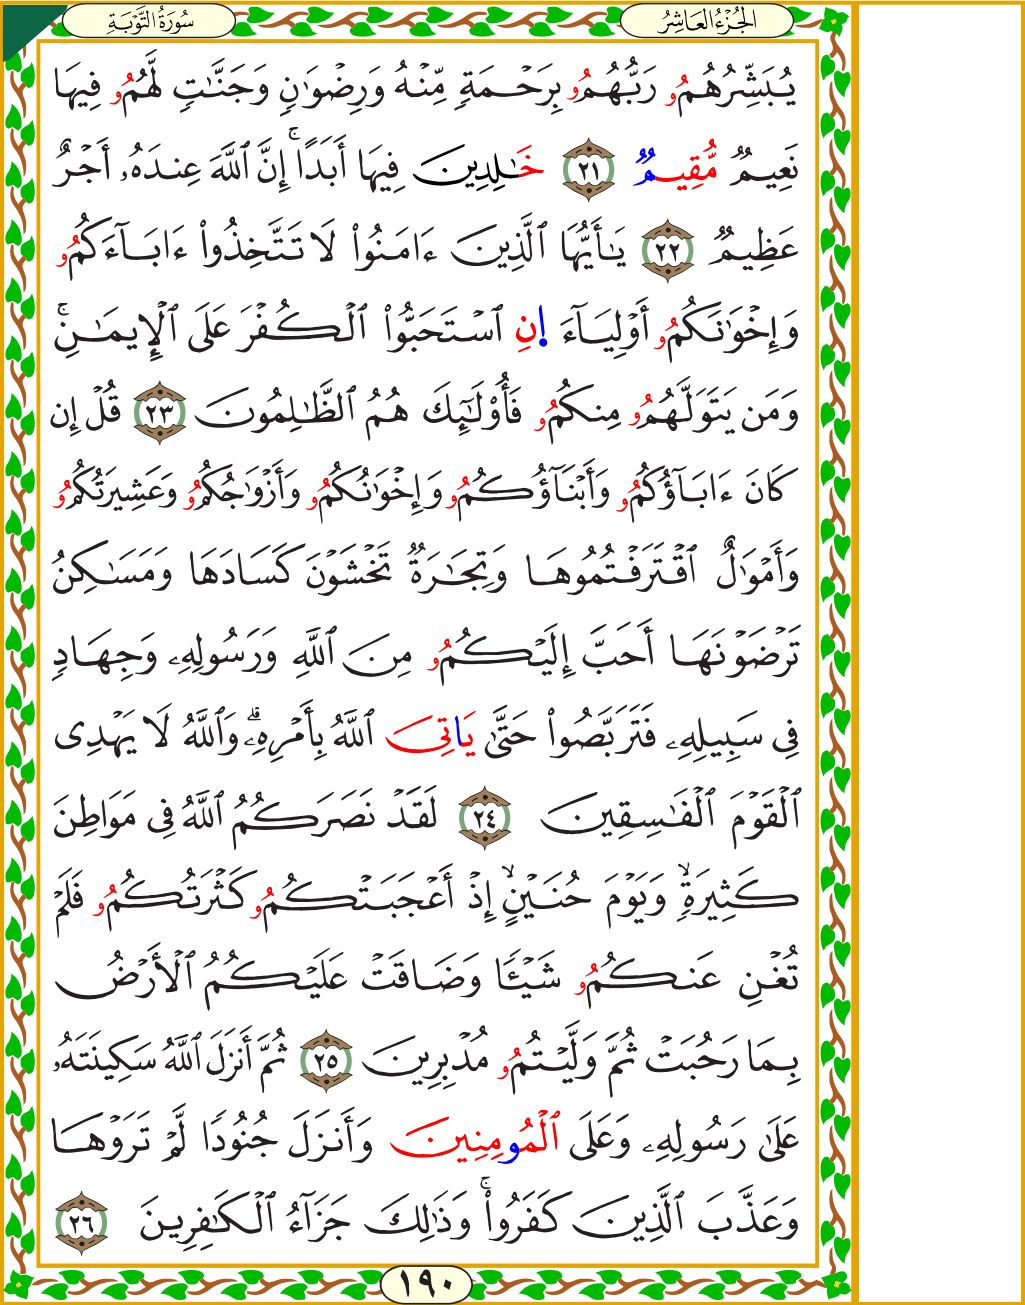 الجُزْءُ العَاشِرُ
سُورَةُ التَّوْبَةِ
يُبَشِّرُهُمُو رَبُّهُمُو بِرَحْمَةٍ مِّنْهُ وَرِضْوَٰنٍ وَجَنَّٰتٍ لَّهُمُو فِيهَا
نَعِيمٌ مُّقِيمٌ ٢١ خَٰلِدِينَ فِيهَا أَبَدًا ۚ إِنَّ ٱللَّهَ عِندَهُۥ أَجْرٌ
عَظِيمٌ ٢٢ يَٰأَيُّهَا ٱلَّذِينَ ءَامَنُوا۟ لَا تَتَّخِذُوا۟ ءَابَآءَكُمُو
وَإِخْوَٰنَكُمُو أَوْلِيَآءَ إِنِ ٱسْتَحَبُّوا۟ ٱلْكُفْرَ عَلَى ٱلْإِيمَٰنِ ۚ
وَمَن يَتَوَلَّهُمُو مِنكُمُو فَأُو۟لَٰٓئِكَ هُمُ ٱلظَّٰلِمُونَ ٢٣ قُلْ إِن
كَانَ ءَابَآؤُكُمُو وَأَبْنَآؤُكُمُو وَإِخْوَٰنُكُمُو وَأَزْوَٰجُكُمُو وَعَشِيرَتُكُمُو
وَأَمْوَٰلٌ ٱقْتَرَفْتُمُوهَا وَتِجَٰرَةٌ تَخْشَوْنَ كَسَادَهَا وَمَسَٰكِنُ
تَرْضَوْنَهَا أَحَبَّ إِلَيْكُمُو مِنَ ٱللَّهِ وَرَسُولِهِۦ وَجِهَادٍ
فِى سَبِيلِهِۦ فَتَرَبَّصُوا۟ حَتَّىٰ يَاتِىَ ٱللَّهُ بِأَمْرِهِۦ ۗ وَٱللَّهُ لَا يَهْدِى
ٱلْقَوْمَ ٱلْفَٰسِقِينَ ٢٤ لَقَدْ نَصَرَكُمُ ٱللَّهُ فِى مَوَاطِنَ
كَثِيرَةٍ ۙ وَيَوْمَ حُنَيْنٍ ۙ إِذْ أَعْجَبَتْكُمُو كَثْرَتُكُمُو فَلَمْ
تُغْنِ عَنكُمُو شَيْـًٔا وَضَاقَتْ عَلَيْكُمُ ٱلْأَرْضُ
بِمَا رَحُبَتْ ثُمَّ وَلَّيْتُمُو مُدْبِرِينَ ٢٥ ثُمَّ أَنزَلَ ٱللَّهُ سَكِينَتَهُۥ
عَلَىٰ رَسُولِهِۦ وَعَلَى ٱلْمُومِنِينَ وَأَنزَلَ جُنُودًا لَّمْ تَرَوْهَا
وَعَذَّبَ ٱلَّذِينَ كَفَرُوا۟ ۚ وَذَٰلِكَ جَزَآءُ ٱلْكَٰفِرِينَ ٢٦
١٩٠